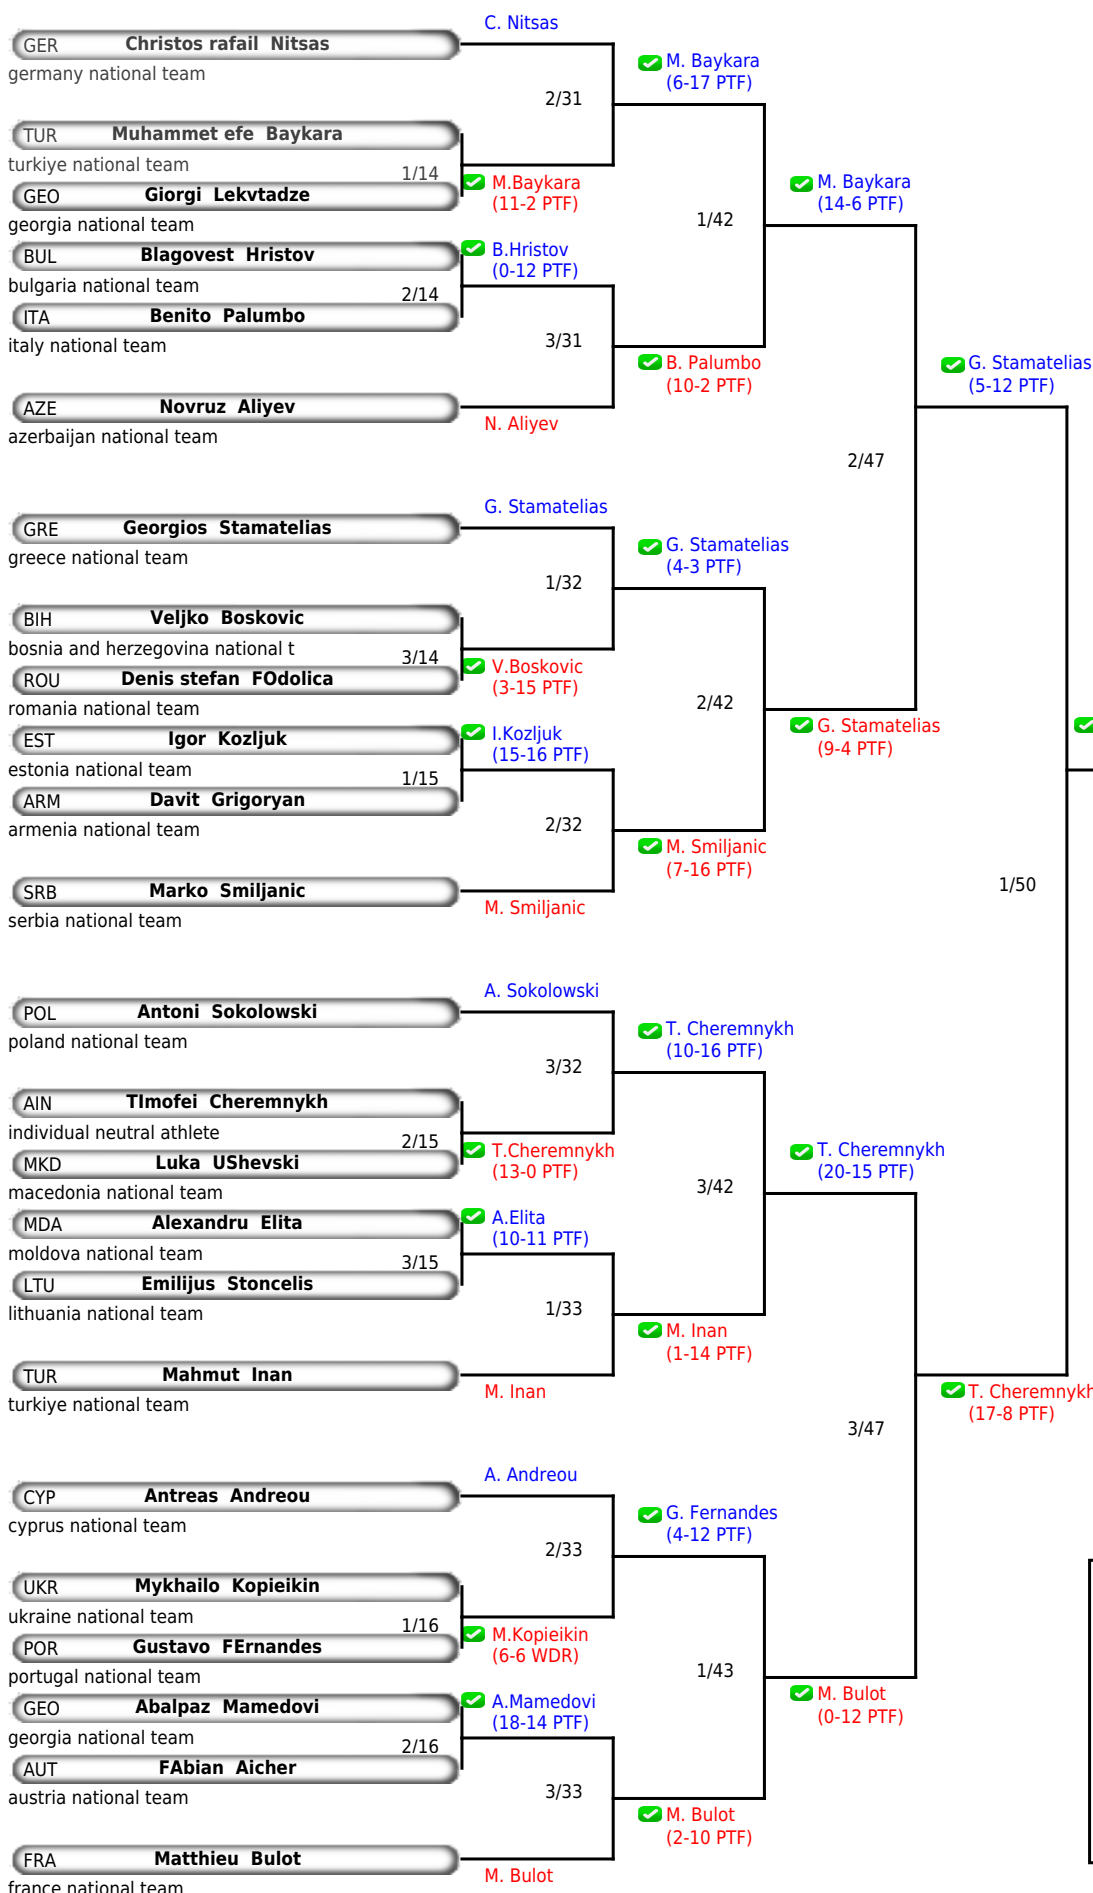 C. Nitsas
GER Christos rafail Nitsas
germany national team
M. Baykara
(6-17 PTF)
2/31
TUR Muhammet efe Baykara
turkiye national team
1/14
GEO Giorgi Lekvtadze
georgia national team
M.Baykara
(11-2 PTF)
M. Baykara
(14-6 PTF)
1/42
BUL Blagovest Hristov
bulgaria national team
B.Hristov
(0-12 PTF)
2/14
ITA Benito Palumbo
italy national team
3/31
B. Palumbo
(10-2 PTF)
G. Stamatelias
(5-12 PTF)
AZE Novruz Aliyev
azerbaijan national team
N. Aliyev
2/47
G. Stamatelias
GRE Georgios Stamatelias
greece national team
G. Stamatelias
(4-3 PTF)
1/32
BIH Veljko Boskovic
bosnia and herzegovina national t
3/14
ROU Denis stefan FOdolica
romania national team
V.Boskovic
(3-15 PTF)
2/42
EST Igor Kozljuk
estonia national team
I.Kozljuk
(15-16 PTF)
G. Stamatelias
(9-4 PTF)
1/15
ARM Davit Grigoryan
armenia national team
2/32
M. Smiljanic
(7-16 PTF)
SRB Marko Smiljanic
serbia national team
M. Smiljanic
1/50
A. Sokolowski
POL Antoni Sokolowski
poland national team
T. Cheremnykh
(10-16 PTF)
3/32
AIN TImofei Cheremnykh
individual neutral athlete
2/15
MKD Luka UShevski
macedonia national team
T.Cheremnykh
(13-0 PTF)
T. Cheremnykh
(20-15 PTF)
3/42
MDA Alexandru Elita
moldova national team
A.Elita
(10-11 PTF)
3/15
LTU Emilijus Stoncelis
lithuania national team
1/33
M. Inan
(1-14 PTF)
TUR Mahmut Inan
turkiye national team
M. Inan
T. Cheremnykh
(17-8 PTF)
3/47
A. Andreou
CYP Antreas Andreou
cyprus national team
G. Fernandes
(4-12 PTF)
2/33
UKR Mykhailo Kopieikin
ukraine national team
1/16
POR Gustavo FErnandes
portugal national team
M.Kopieikin
(6-6 WDR)
1/43
GEO Abalpaz Mamedovi
georgia national team
A.Mamedovi
(18-14 PTF)
M. Bulot
(0-12 PTF)
2/16
AUT FAbian Aicher
austria national team
3/33
M. Bulot
(2-10 PTF)
FRA Matthieu Bulot
france national team
M. Bulot